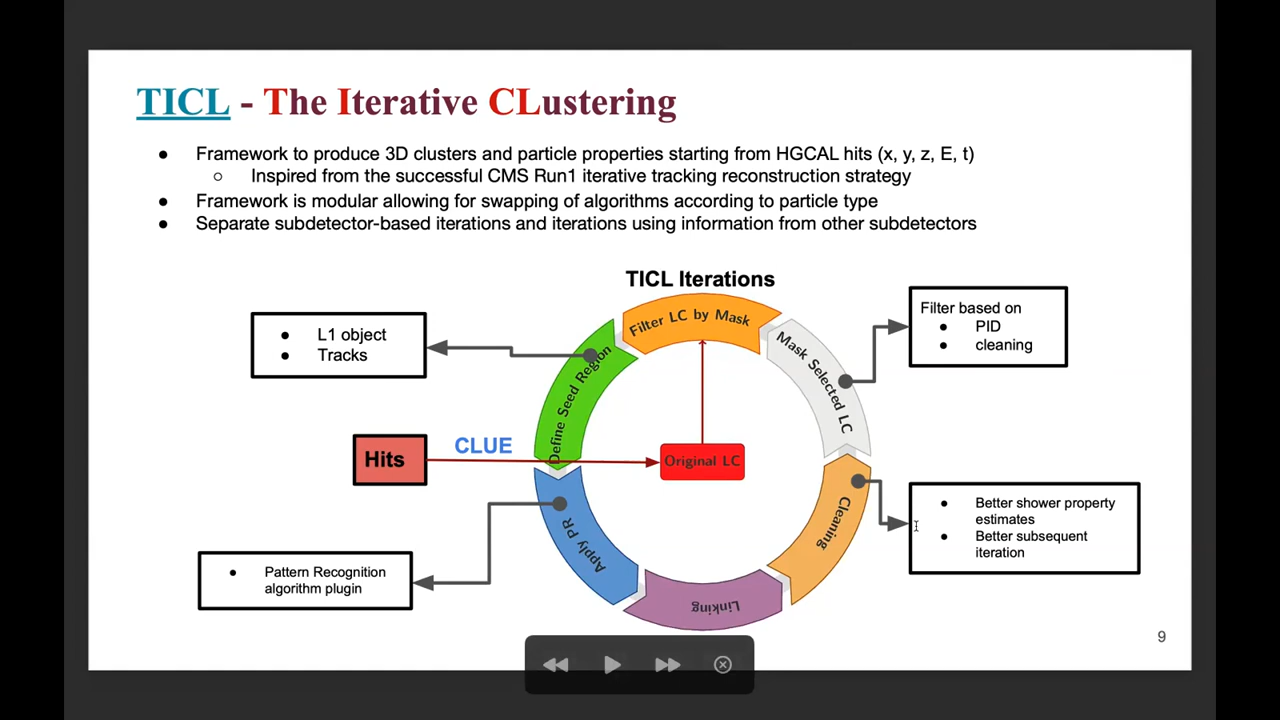 TICL - The Iterative CLustering
● Framework to produce 3D clusters and particle properties starting from HGCAL hits (x, y, z, E, t)
○ Inspired from the successful CMS Run1 iterative tracking reconstruction strategy
● Framework is modular allowing for swapping of algorithms according to particle type
● Separate subdetector-based iterations and iterations using information from other subdetectors
TICL Iterations
Filter LC by Mask
Mask Selected LC
Cleaning
Linking
Apply PR
Define Seed Region
● L1 object
● Tracks
Filter based on
● PID
● cleaning
Hits
CLUE
Original LC
● Better shower property
estimates
● Better subsequent
iteration
● Pattern Recognition
algorithm plugin
9